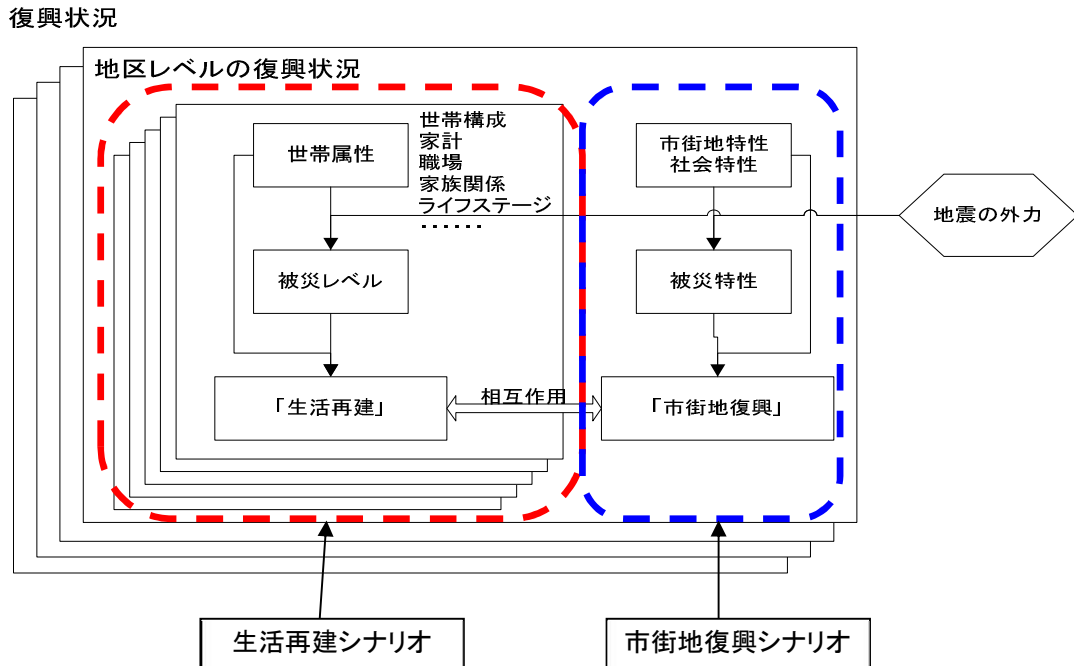 復興状況
地区レベルの復興状況
世帯属性
世帯構成
家計
職場
家族関係
ライフステージ
……
市街地特性
社会特性
地震の外力
被災レベル
被災特性
「生活再建」
相互作用
「市街地復興」
生活再建シナリオ
市街地復興シナリオ